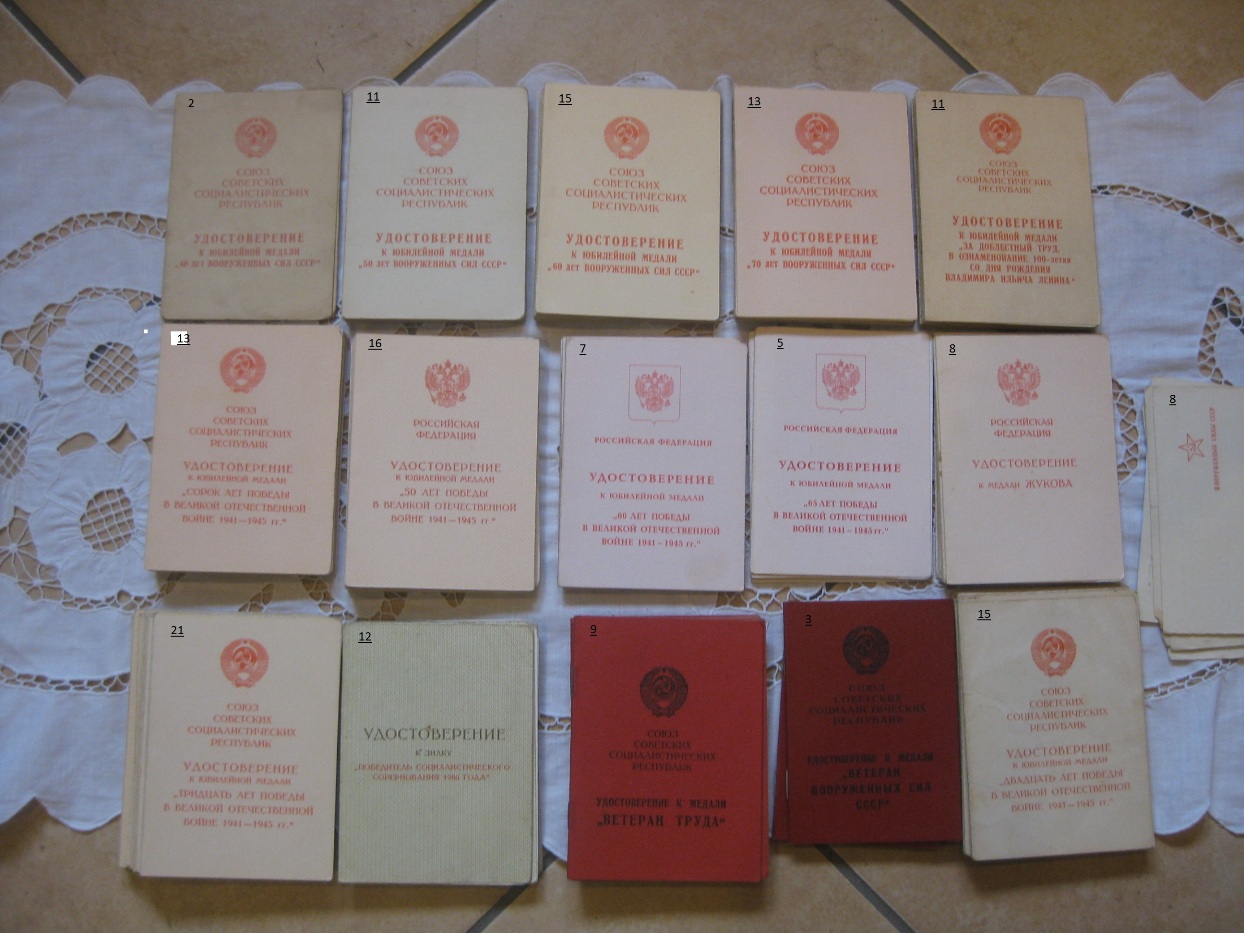 2
СОЮЗ
СОВЕТСКИХ
СОЦИАЛИСТИЧЕСКИХ
РЕСПУБЛИК
УДОСТОВЕРЕНИЕ
К ЮБИЛЕЙНОЙ МЕДАЛИ
„40 ЛЕТ ВООРУЖЕННЫХ СИЛ СССР“
11
СОЮЗ
СОВЕТСКИХ
СОЦИАЛИСТИЧЕСКИХ
РЕСПУБЛИК
УДОСТОВЕРЕНИЕ
К ЮБИЛЕЙНОЙ МЕДАЛИ
„50 ЛЕТ ВООРУЖЕННЫХ СИЛ СССР“
15
СОЮЗ
СОВЕТСКИХ
СОЦИАЛИСТИЧЕСКИХ
РЕСПУБЛИК
УДОСТОВЕРЕНИЕ
К ЮБИЛЕЙНОЙ МЕДАЛИ
„60 ЛЕТ ВООРУЖЕННЫХ СИЛ СССР“
13
СОЮЗ
СОВЕТСКИХ
СОЦИАЛИСТИЧЕСКИХ
РЕСПУБЛИК
УДОСТОВЕРЕНИЕ
К ЮБИЛЕЙНОЙ МЕДАЛИ
„70 ЛЕТ ВООРУЖЕННЫХ СИЛ СССР“
11
СОЮЗ
СОВЕТСКИХ
СОЦИАЛИСТИЧЕСКИХ
РЕСПУБЛИК
УДОСТОВЕРЕНИЕ
К ЮБИЛЕЙНОЙ МЕДАЛИ
„ЗА ДОБЛЕСТНЫЙ ТРУД.
В ОЗНАМЕНОВАНИЕ 100-летия
СО ДНЯ РОЖДЕНИЯ
ВЛАДИМИРА ИЛЬИЧА ЛЕНИНА“
13
СОЮЗ
СОВЕТСКИХ
СОЦИАЛИСТИЧЕСКИХ
РЕСПУБЛИК
УДОСТОВЕРЕНИЕ
К ЮБИЛЕЙНОЙ МЕДАЛИ
„СОРОК ЛЕТ ПОБЕДЫ
В ВЕЛИКОЙ ОТЕЧЕСТВЕННОЙ
ВОЙНЕ 1941—1945 гг.“
16
РОССИЙСКАЯ
ФЕДЕРАЦИЯ
УДОСТОВЕРЕНИЕ
К ЮБИЛЕЙНОЙ МЕДАЛИ
„50 ЛЕТ ПОБЕДЫ
В ВЕЛИКОЙ ОТЕЧЕСТВЕННОЙ
ВОЙНЕ 1941—1945 гг.“
7
РОССИЙСКАЯ ФЕДЕРАЦИЯ
УДОСТОВЕРЕНИЕ
К ЮБИЛЕЙНОЙ МЕДАЛИ
„60 ЛЕТ ПОБЕДЫ
В ВЕЛИКОЙ ОТЕЧЕСТВЕННОЙ
ВОЙНЕ 1941–1945 гг.“
5
РОССИЙСКАЯ ФЕДЕРАЦИЯ
УДОСТОВЕРЕНИЕ
К ЮБИЛЕЙНОЙ МЕДАЛИ
„65 ЛЕТ ПОБЕДЫ
В ВЕЛИКОЙ ОТЕЧЕСТВЕННОЙ
ВОЙНЕ 1941–1945 гг.“
8
РОССИЙСКАЯ
ФЕДЕРАЦИЯ
УДОСТОВЕРЕНИЕ
К МЕДАЛИ ЖУКОВА
8
ВООРУЖЕННЫЕ СИЛЫ СССР
21
СОЮЗ
СОВЕТСКИХ
СОЦИАЛИСТИЧЕСКИХ
РЕСПУБЛИК
УДОСТОВЕРЕНИЕ
К ЮБИЛЕЙНОЙ МЕДАЛИ
„ТРИДЦАТЬ ЛЕТ ПОБЕДЫ
В ВЕЛИКОЙ ОТЕЧЕСТВЕННОЙ
ВОЙНЕ 1941—1945 гг.“
12
УДОСТОВЕРЕНИЕ
К ЗНАКУ
„ПОБЕДИТЕЛЬ СОЦИАЛИСТИЧЕСКОГО
СОРЕВНОВАНИЯ 1980 ГОДА“
9
СОЮЗ
СОВЕТСКИХ
СОЦИАЛИСТИЧЕСКИХ
РЕСПУБЛИК
УДОСТОВЕРЕНИЕ К МЕДАЛИ
„ВЕТЕРАН ТРУДА“
3
СОЮЗ
СОВЕТСКИХ
СОЦИАЛИСТИЧЕСКИХ
РЕСПУБЛИК
УДОСТОВЕРЕНИЕ К МЕДАЛИ
„ВЕТЕРАН
ВООРУЖЕННЫХ СИЛ
СССР“
15
СОЮЗ
СОВЕТСКИХ
СОЦИАЛИСТИЧЕСКИХ
РЕСПУБЛИК
УДОСТОВЕРЕНИЕ
К ЮБИЛЕЙНОЙ МЕДАЛИ
„ДВАДЦАТЬ ЛЕТ ПОБЕДЫ
В ВЕЛИКОЙ ОТЕЧЕСТВЕННОЙ
ВОЙНЕ 1941—1945 гг.“